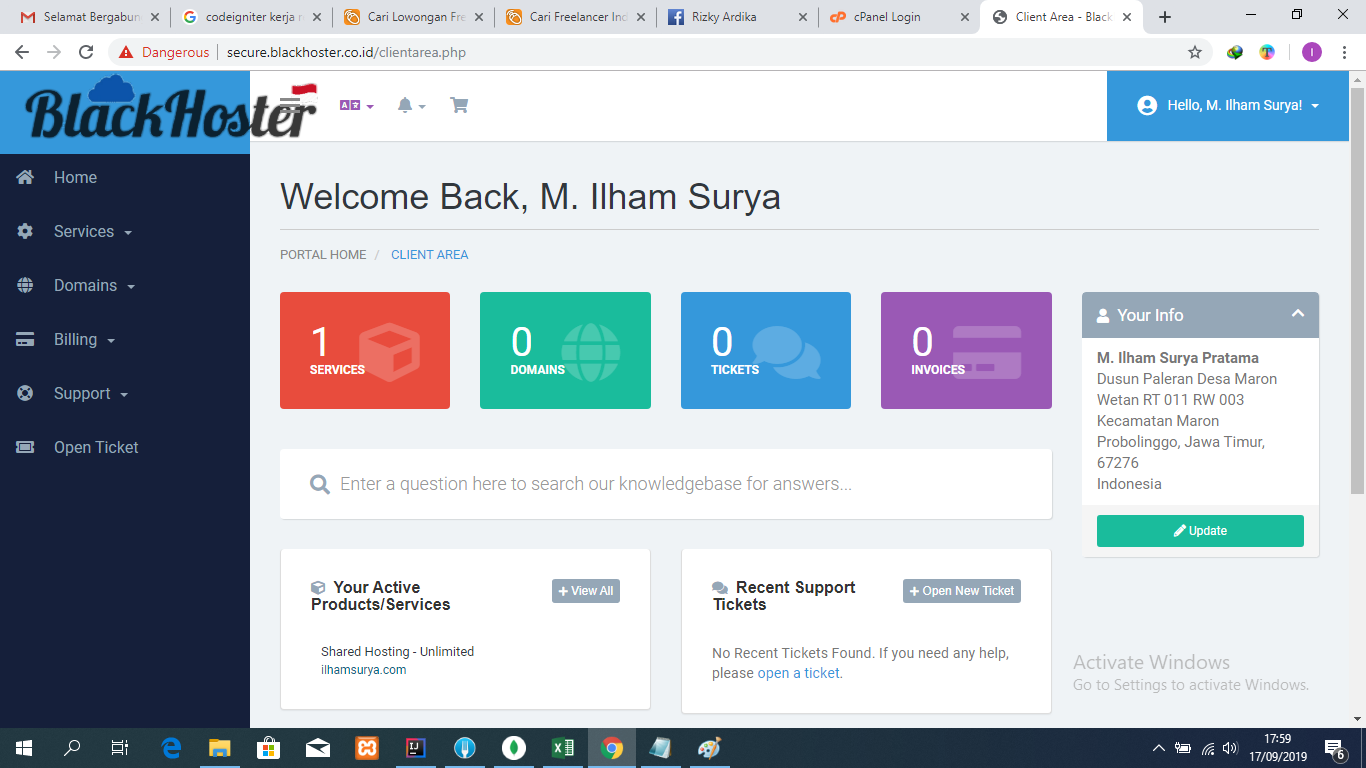 Selamat Bergabun
codeigniter kerja r
Cari Lowongan Fre
Cari Freelancer Ind
Rizky Ardika
cPanel Login
Client Area - Black
Dangerous
secure.blackhoster.co.id/clientarea.php
I
BlackHoster
Hello, M. Ilham Surya!
Home
Services
Domains
Billing
Support
Open Ticket
Welcome Back, M. Ilham Surya
PORTAL HOME / CLIENT AREA
1
SERVICES
0
DOMAINS
0
TICKETS
0
INVOICES
Your Info
M. Ilham Surya Pratama
Dusun Paleran Desa Maron
Wetan RT 011 RW 003
Kecamatan Maron
Probolinggo, Jawa Timur,
67276
Indonesia
Update
Enter a question here to search our knowledgebase for answers...
Your Active
Products/Services
View All
Shared Hosting - Unlimited
ilhamsurya.com
Recent Support
Tickets
Open New Ticket
No Recent Tickets Found. If you need any help,
please open a ticket.
Activate Windows
Go to Settings to activate Windows.
17:59
17/09/2019
6